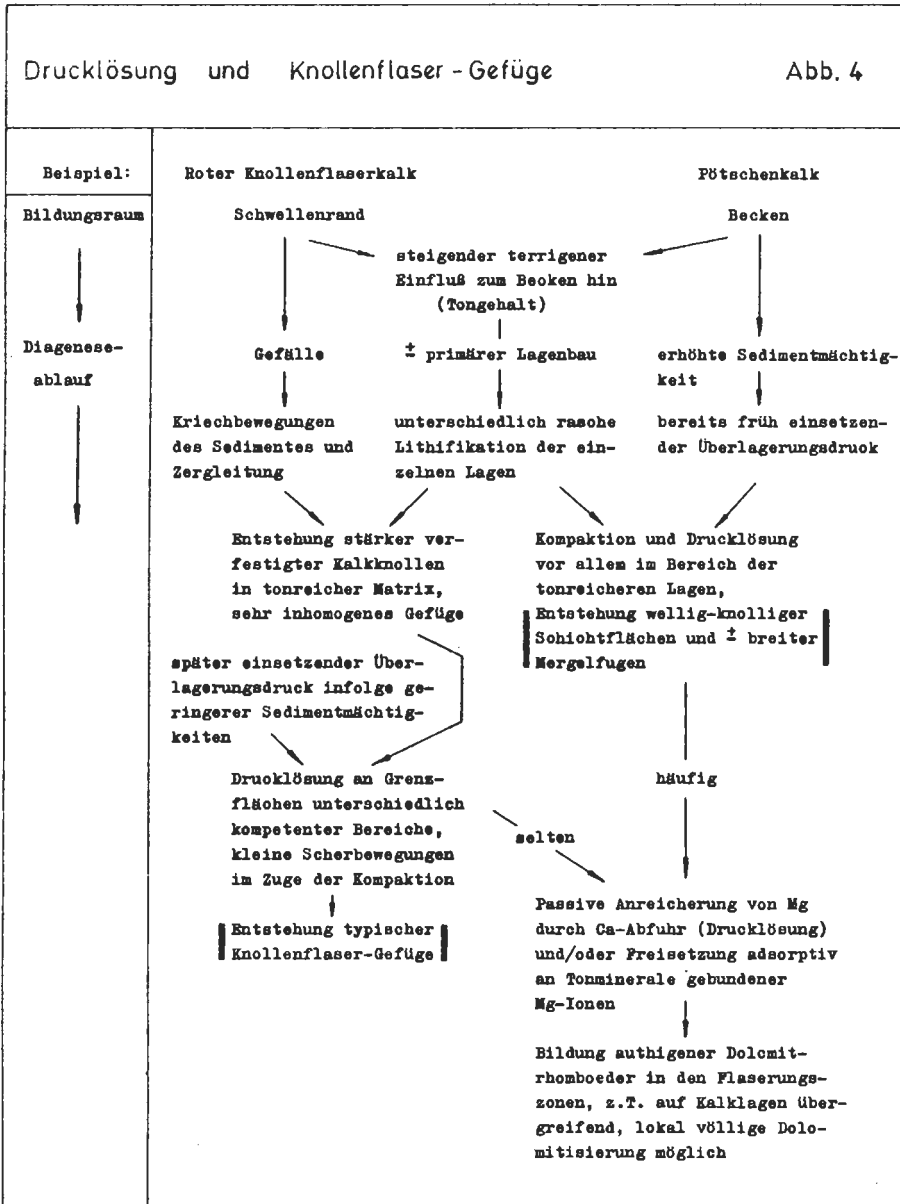 Drucklösung und Knollenflaser-Gefüge Abb. 4
Beispiel: Roter Knollenflaserkalk Pötschenkalk
Bildungsraum Schwellenrand Becken
steigender terrigener
Einfluß zum Becken hin
(Tongehalt)
Diagenese-
ablauf
Gefälle
± primärer Lagenbau
erhöhte Sedimentmächtig-
keit
Kriechbewegungen
des Sedimentes und
Zergleitung
unterschiedlich rasche
Lithifikation der ein-
zelnen Lagen
bereits früh einsetzen-
der Überlagerungsdruck
Entstehung stärker ver-
festigter Kalkknollen
in tonreicher Matrix,
sehr inhomogenes Gefüge
Kompaktion und Drucklösung
vor allem im Bereich der
tonreicheren Lagen,
Entstehung wellig-knolliger
Schichtflächen und ± breiter
Mergelfugen
später einsetzender Über-
lagerungsdruck infolge ge-
ringerer Sedimentmächtig-
keiten
Drucklösung an Grenz-
flächen unterschiedlich
kompetenter Bereiche,
kleine Scherbewegungen
im Zuge der Kompaktion
häufig
selten
Entstehung typischer
Knollenflaser-Gefüge
Passive Anreicherung von Mg
durch Ca-Abfuhr (Drucklösung)
und/oder Freisetzung adsorptiv
an Tonminerale gebundener
Mg-Ionen
Bildung authigener Dolomit-
rhomboeder in den Flaserungs-
zonen, z.T. auf Kalklagen über-
greifend, lokal völlige Dolo-
mitisierung möglich